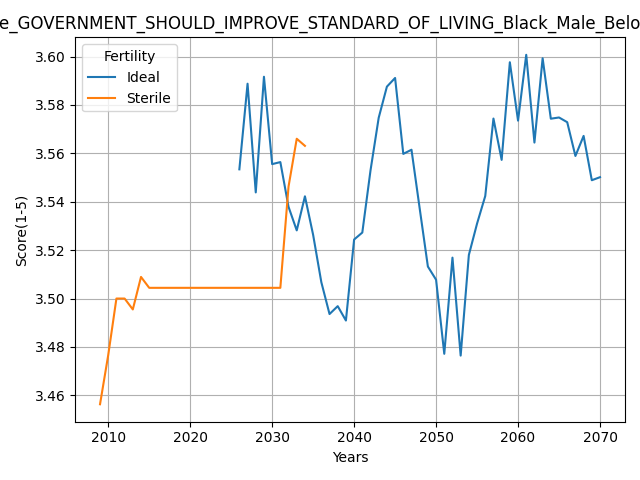 e_GOVERNMENT_SHOULD_IMPROVE_STANDARD_OF_LIVING_Black_Male_Belo
Fertility
Ideal
Sterile
Score(1-5)
3.60
3.58
3.56
3.54
3.52
3.50
3.48
3.46
2010 2020 2030 2040 2050 2060 2070
Years